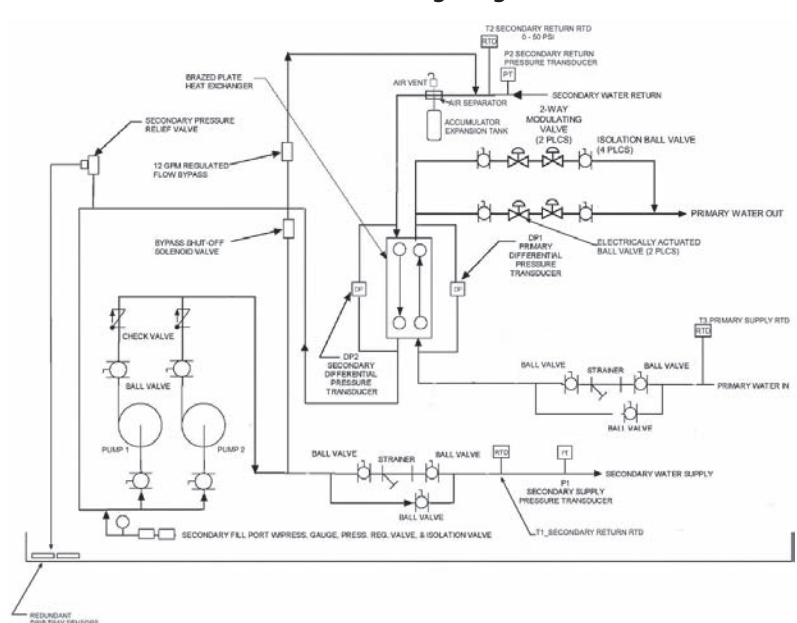 T2 SECONDARY RETURN RTD
0 - 50 PSI
RTD
P2 SECONDARY RETURN
PRESSURE TRANSDUCER
PT
BRAZED PLATE
HEAT EXCHANGER
AIR VENT
AIR SEPARATOR
ACCUMULATOR
EXPANSION TANK
SECONDARY WATER RETURN
2-WAY
MODULATING
VALVE
(2 PLCS)
ISOLATION BALL VALVE
(4 PLCS)
SECONDARY PRESSURE
RELIEF VALVE
12 GPM REGULATED
FLOW BYPASS
PRIMARY WATER OUT
BYPASS SHUT-OFF
SOLENOID VALVE
DP1
PRIMARY
DIFFERENTIAL
PRESSURE
TRANSDUCER
ELECTRICALLY ACTUATED
BALL VALVE (2 PLCS)
DP
DP
CHECK VALVE
DP2
SECONDARY
DIFFERENTIAL
PRESSURE
TRANSDUCER
T3 PRIMARY SUPPLY RTD
RTD
BALL VALVE
BALL VALVE
STRAINER
BALL VALVE
PRIMARY WATER IN
BALL VALVE
PUMP 1
PUMP 2
BALL VALVE
STRAINER
BALL VALVE
RTD
PT
SECONDARY WATER SUPPLY
BALL VALVE
P1
SECONDARY SUPPLY
PRESSURE TRANSDUCER
T1_SECONDARY RETURN RTD
SECONDARY FILL PORT W/PRESS. GAUGE, PRESS. REG. VALVE, & ISOLATION VALVE
REDUNDANT